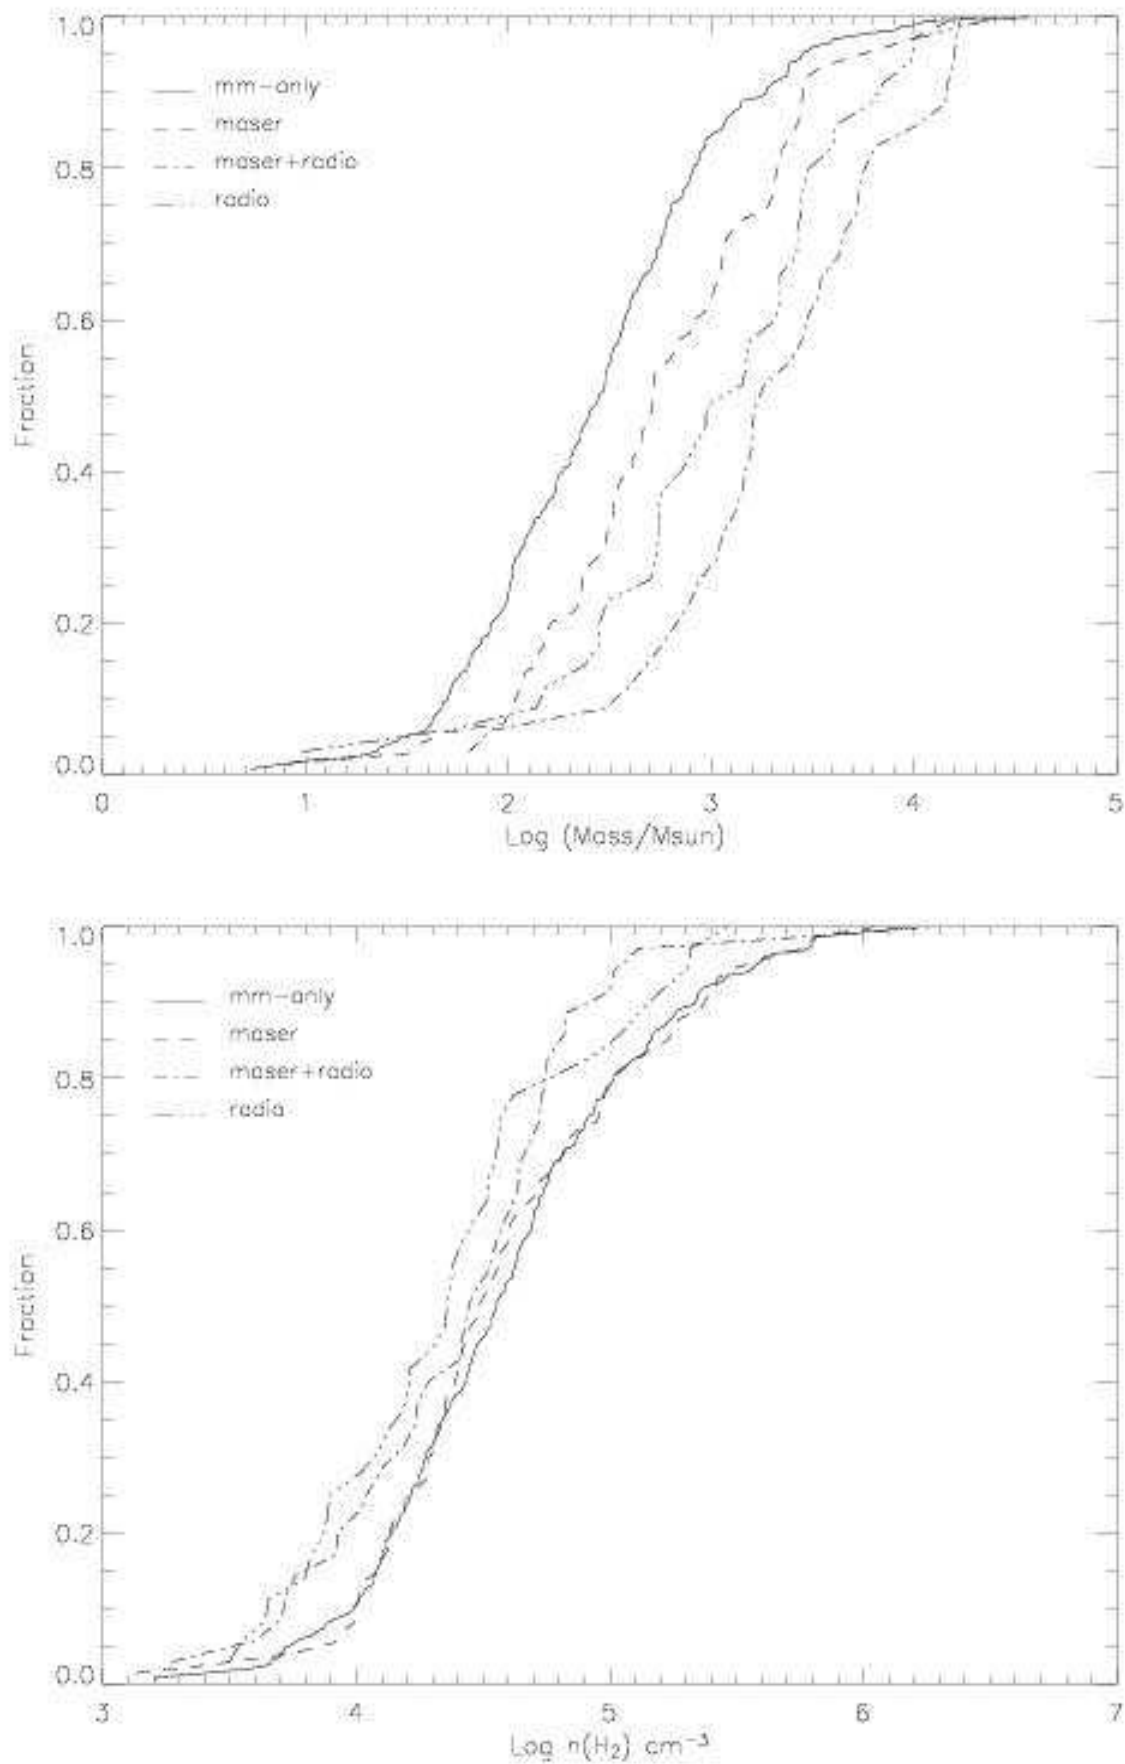 1.0
mm-only
maser
maser+radio
radio
0.8
0.6
Fraction
0.4
0.2
0.0
0 1 2 3 4 5
Log (Mass/Msun)
1.0
mm-only
maser
maser+radio
radio
0.8
0.6
Fraction
0.4
0.2
0.0
3 4 5 6 7
Log n(H₂) cm⁻³